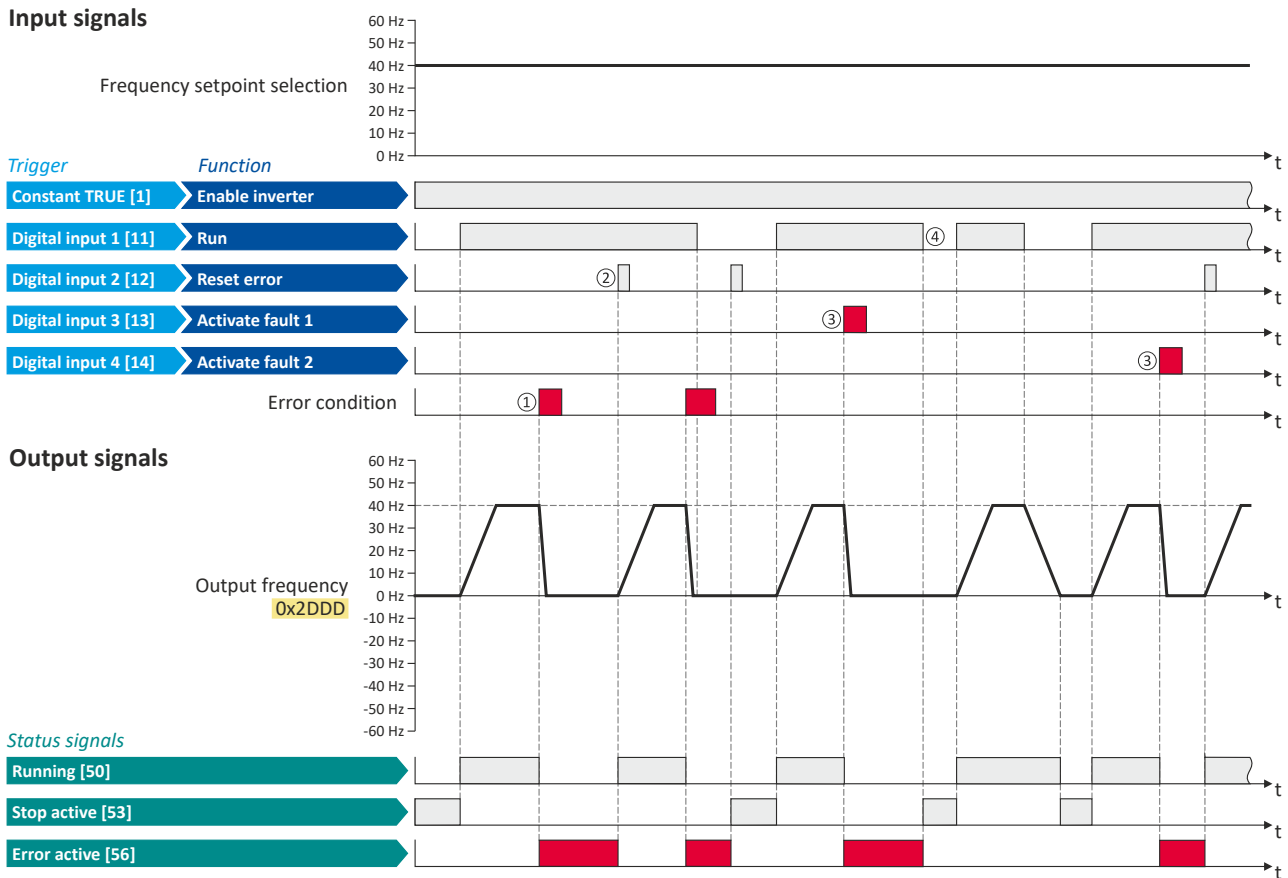 Input signals
60 Hz
50 Hz
40 Hz
30 Hz
20 Hz
10 Hz
0 Hz
Frequency setpoint selection
t
Trigger Function
Constant TRUE [1] Enable inverter
t
Digital input 1 [11] Run ④
t
Digital input 2 [12] Reset error ②
t
Digital input 3 [13] Activate fault 1 ③
t
Digital input 4 [14] Activate fault 2 ③
t
Error condition ①
t
Output signals
60 Hz
50 Hz
40 Hz
30 Hz
20 Hz
10 Hz
0 Hz
-10 Hz
-20 Hz
-30 Hz
-40 Hz
-50 Hz
-60 Hz
Output frequency
0x2DDD
t
Status signals
Running [50]
t
Stop active [53]
t
Error active [56]
t